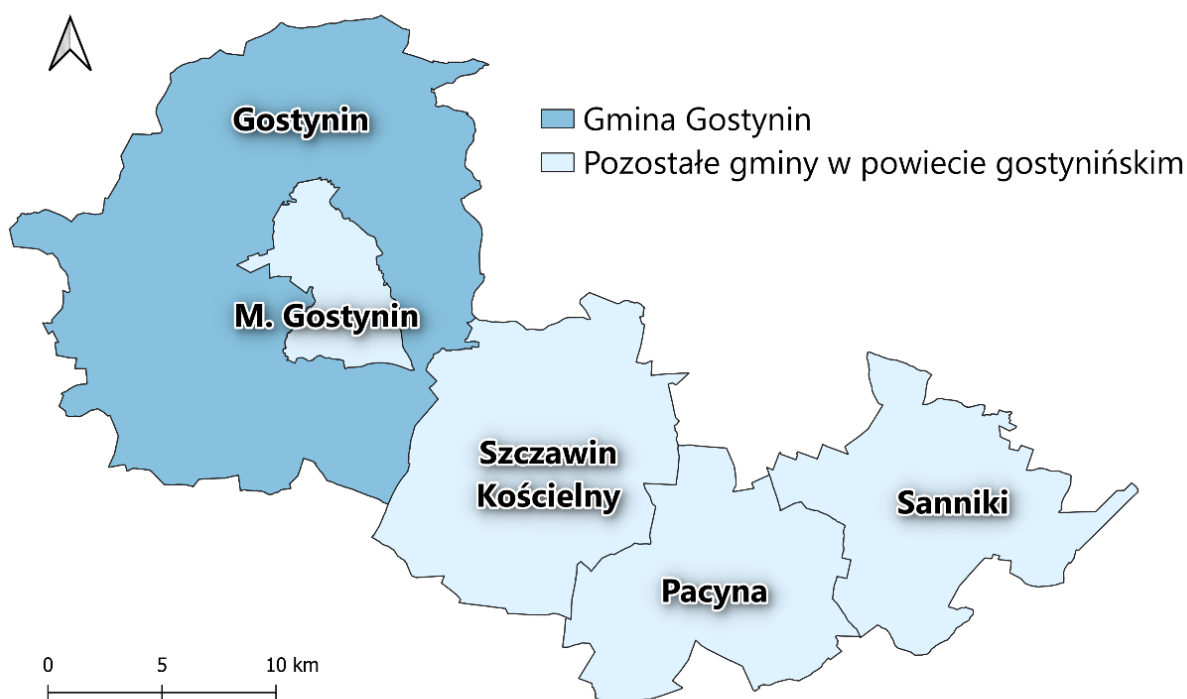 Gostynin
Gmina Gostynin
Pozostałe gminy w powiecie gostynińskim
M. Gostynin
Szczawin
Kościelny
Sanniki
Pacyna
0 5 10 km